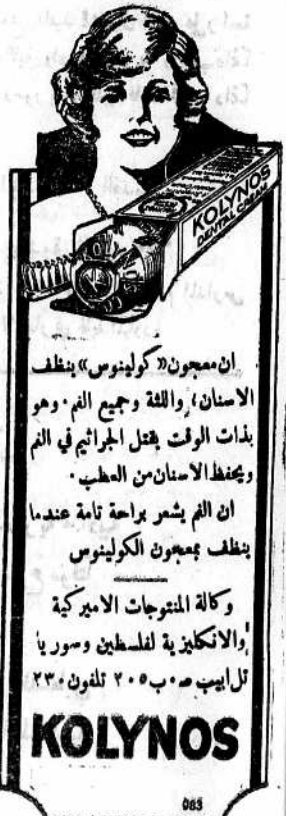 KOLYNOS
DENTAL CREAM
ان معجون «كولينوس» ينظف
الاسنان، واللثة وجميع الفم. وهو
بذات الوقت يقتل الجراثيم في الفم
ويحفظ الاسنان من العطب.
ان الفم يشعر براحة تامة عندما
ينظف بمعجون الكولينوس
وكالة المنتوجات الاميركية
والانكليزية لفلسطين وسوريا
تل ابيب ص.ب ٢٠٥ تلفون ٢٣٠
KOLYNOS
083